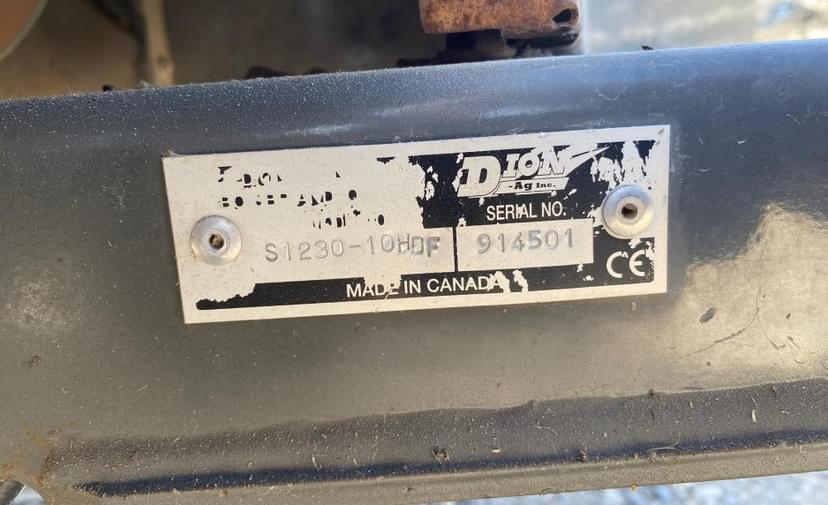 DION
-Ag Inc.
SERIAL NO.
S1230-10HDF 914501
CE
MADE IN CANADA